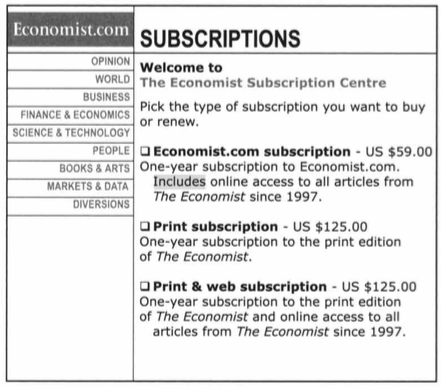 Economist.com
OPINION
WORLD
BUSINESS
FINANCE & ECONOMICS
SCIENCE & TECHNOLOGY
PEOPLE
BOOKS & ARTS
MARKETS & DATA
DIVERSIONS
SUBSCRIPTIONS
Welcome to
The Economist Subscription Centre
Pick the type of subscription you want to buy
or renew.
❑ Economist.com subscription - US $59.00
One-year subscription to Economist.com.
Includes online access to all articles from
The Economist since 1997.
❑ Print subscription - US $125.00
One-year subscription to the print edition
of The Economist.
❑ Print & web subscription - US $125.00
One-year subscription to the print edition
of The Economist and online access to all
articles from The Economist since 1997.